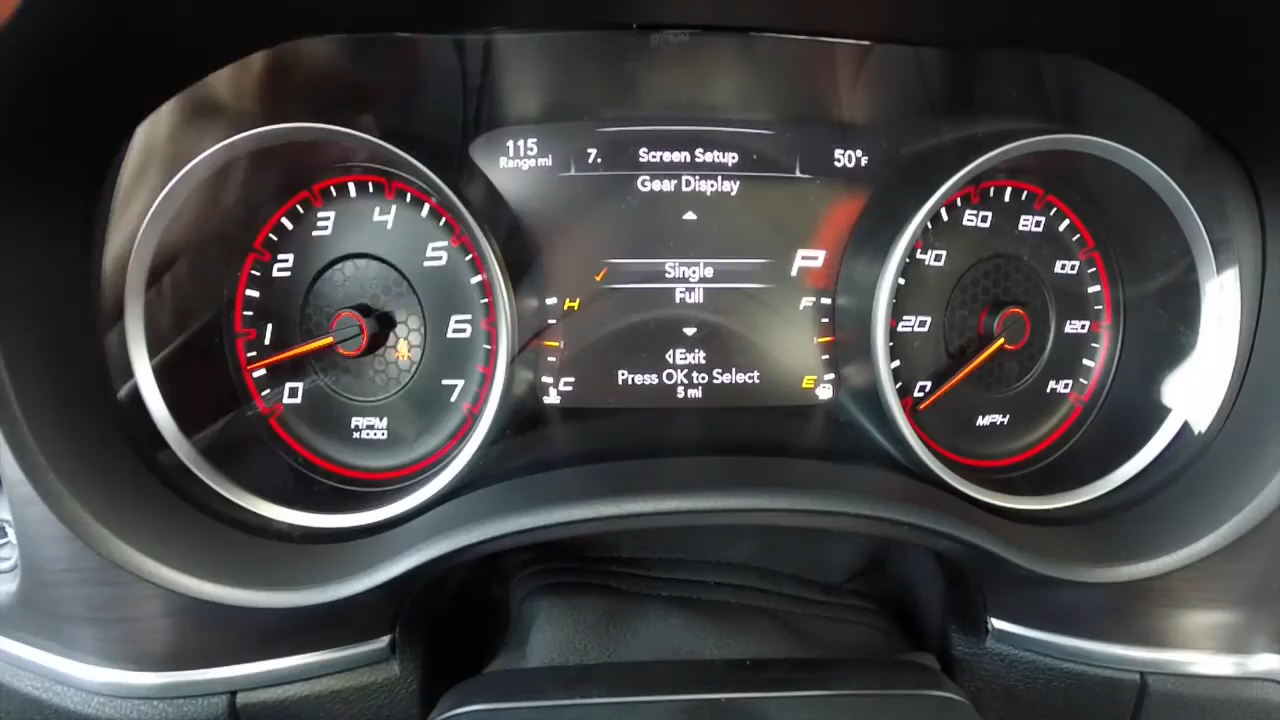 115
Range mi
7. Screen Setup
50°F
Gear Display
Single
Full
Exit
Press OK to Select
5 mi
P
H
C
F
E
0
1
2
3
4
5
6
7
RPM
x1000
0
20
40
60
80
100
120
140
MPH